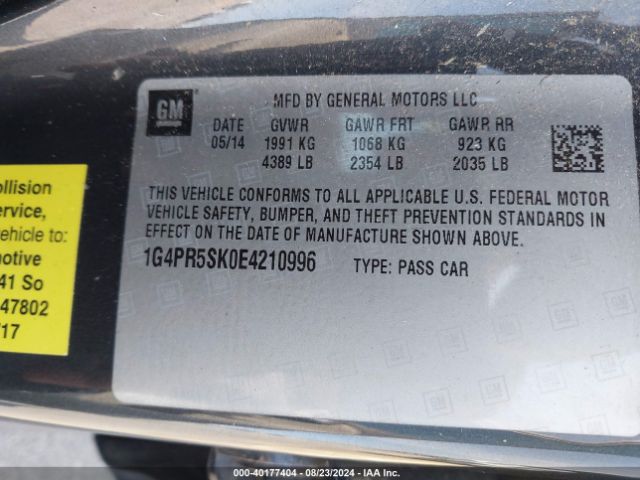 GM
MFD BY GENERAL MOTORS LLC
DATE GVWR GAWR FRT GAWR RR
05/14 1991 KG 1068 KG 923 KG
4389 LB 2354 LB 2035 LB
THIS VEHICLE CONFORMS TO ALL APPLICABLE U.S. FEDERAL MOTOR
VEHICLE SAFETY, BUMPER, AND THEFT PREVENTION STANDARDS IN
EFFECT ON THE DATE OF MANUFACTURE SHOWN ABOVE.
1G4PR5SK0E4210996 TYPE: PASS CAR
ollision
ervice,
ehicle to:
motive
41 So
47802
/17
000-40177404 - 08/23/2024 - IAA Inc.